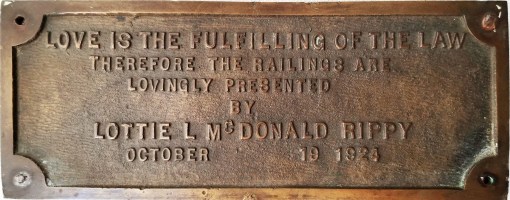 LOVE IS THE FULFILLING OF THE LAW
THEREFORE THE RAILINGS ARE
LOVINGLY PRESENTED
BY
LOTTIE L McDONALD RIPPY
OCTOBER 19 1924